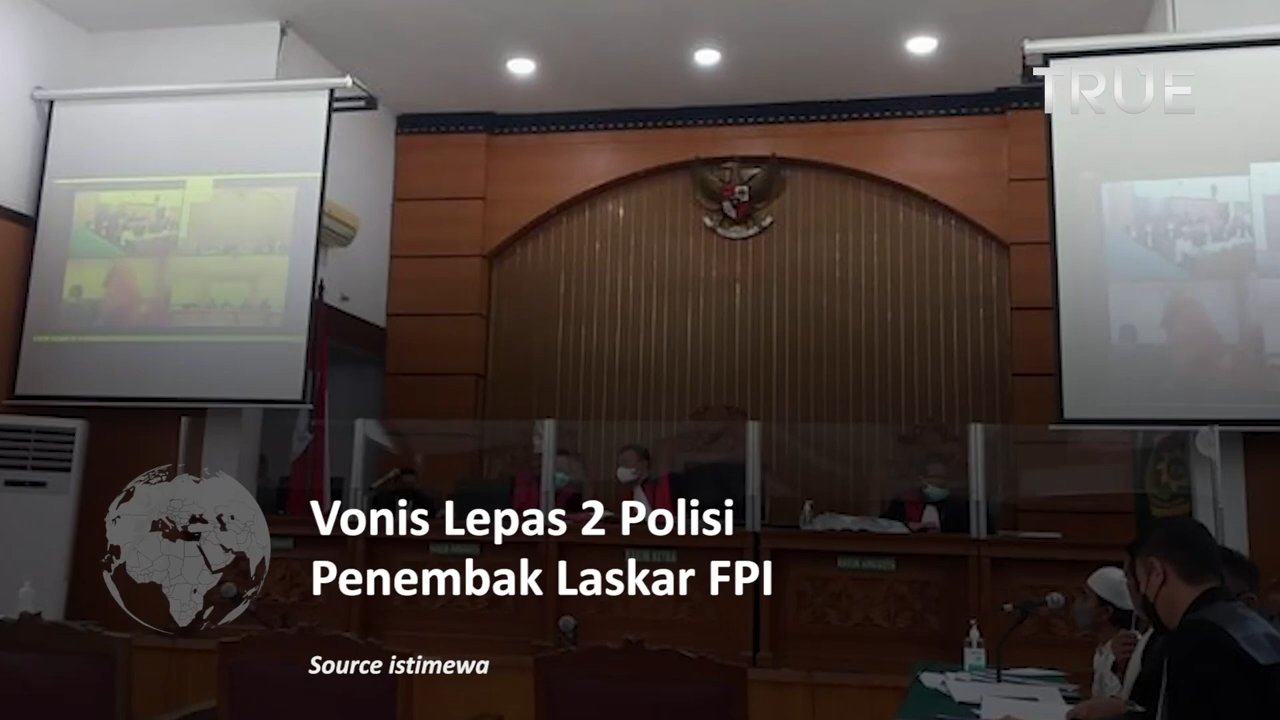 TRUE
Vonis Lepas 2 Polisi
Penembak Laskar FPI
Source istimewa